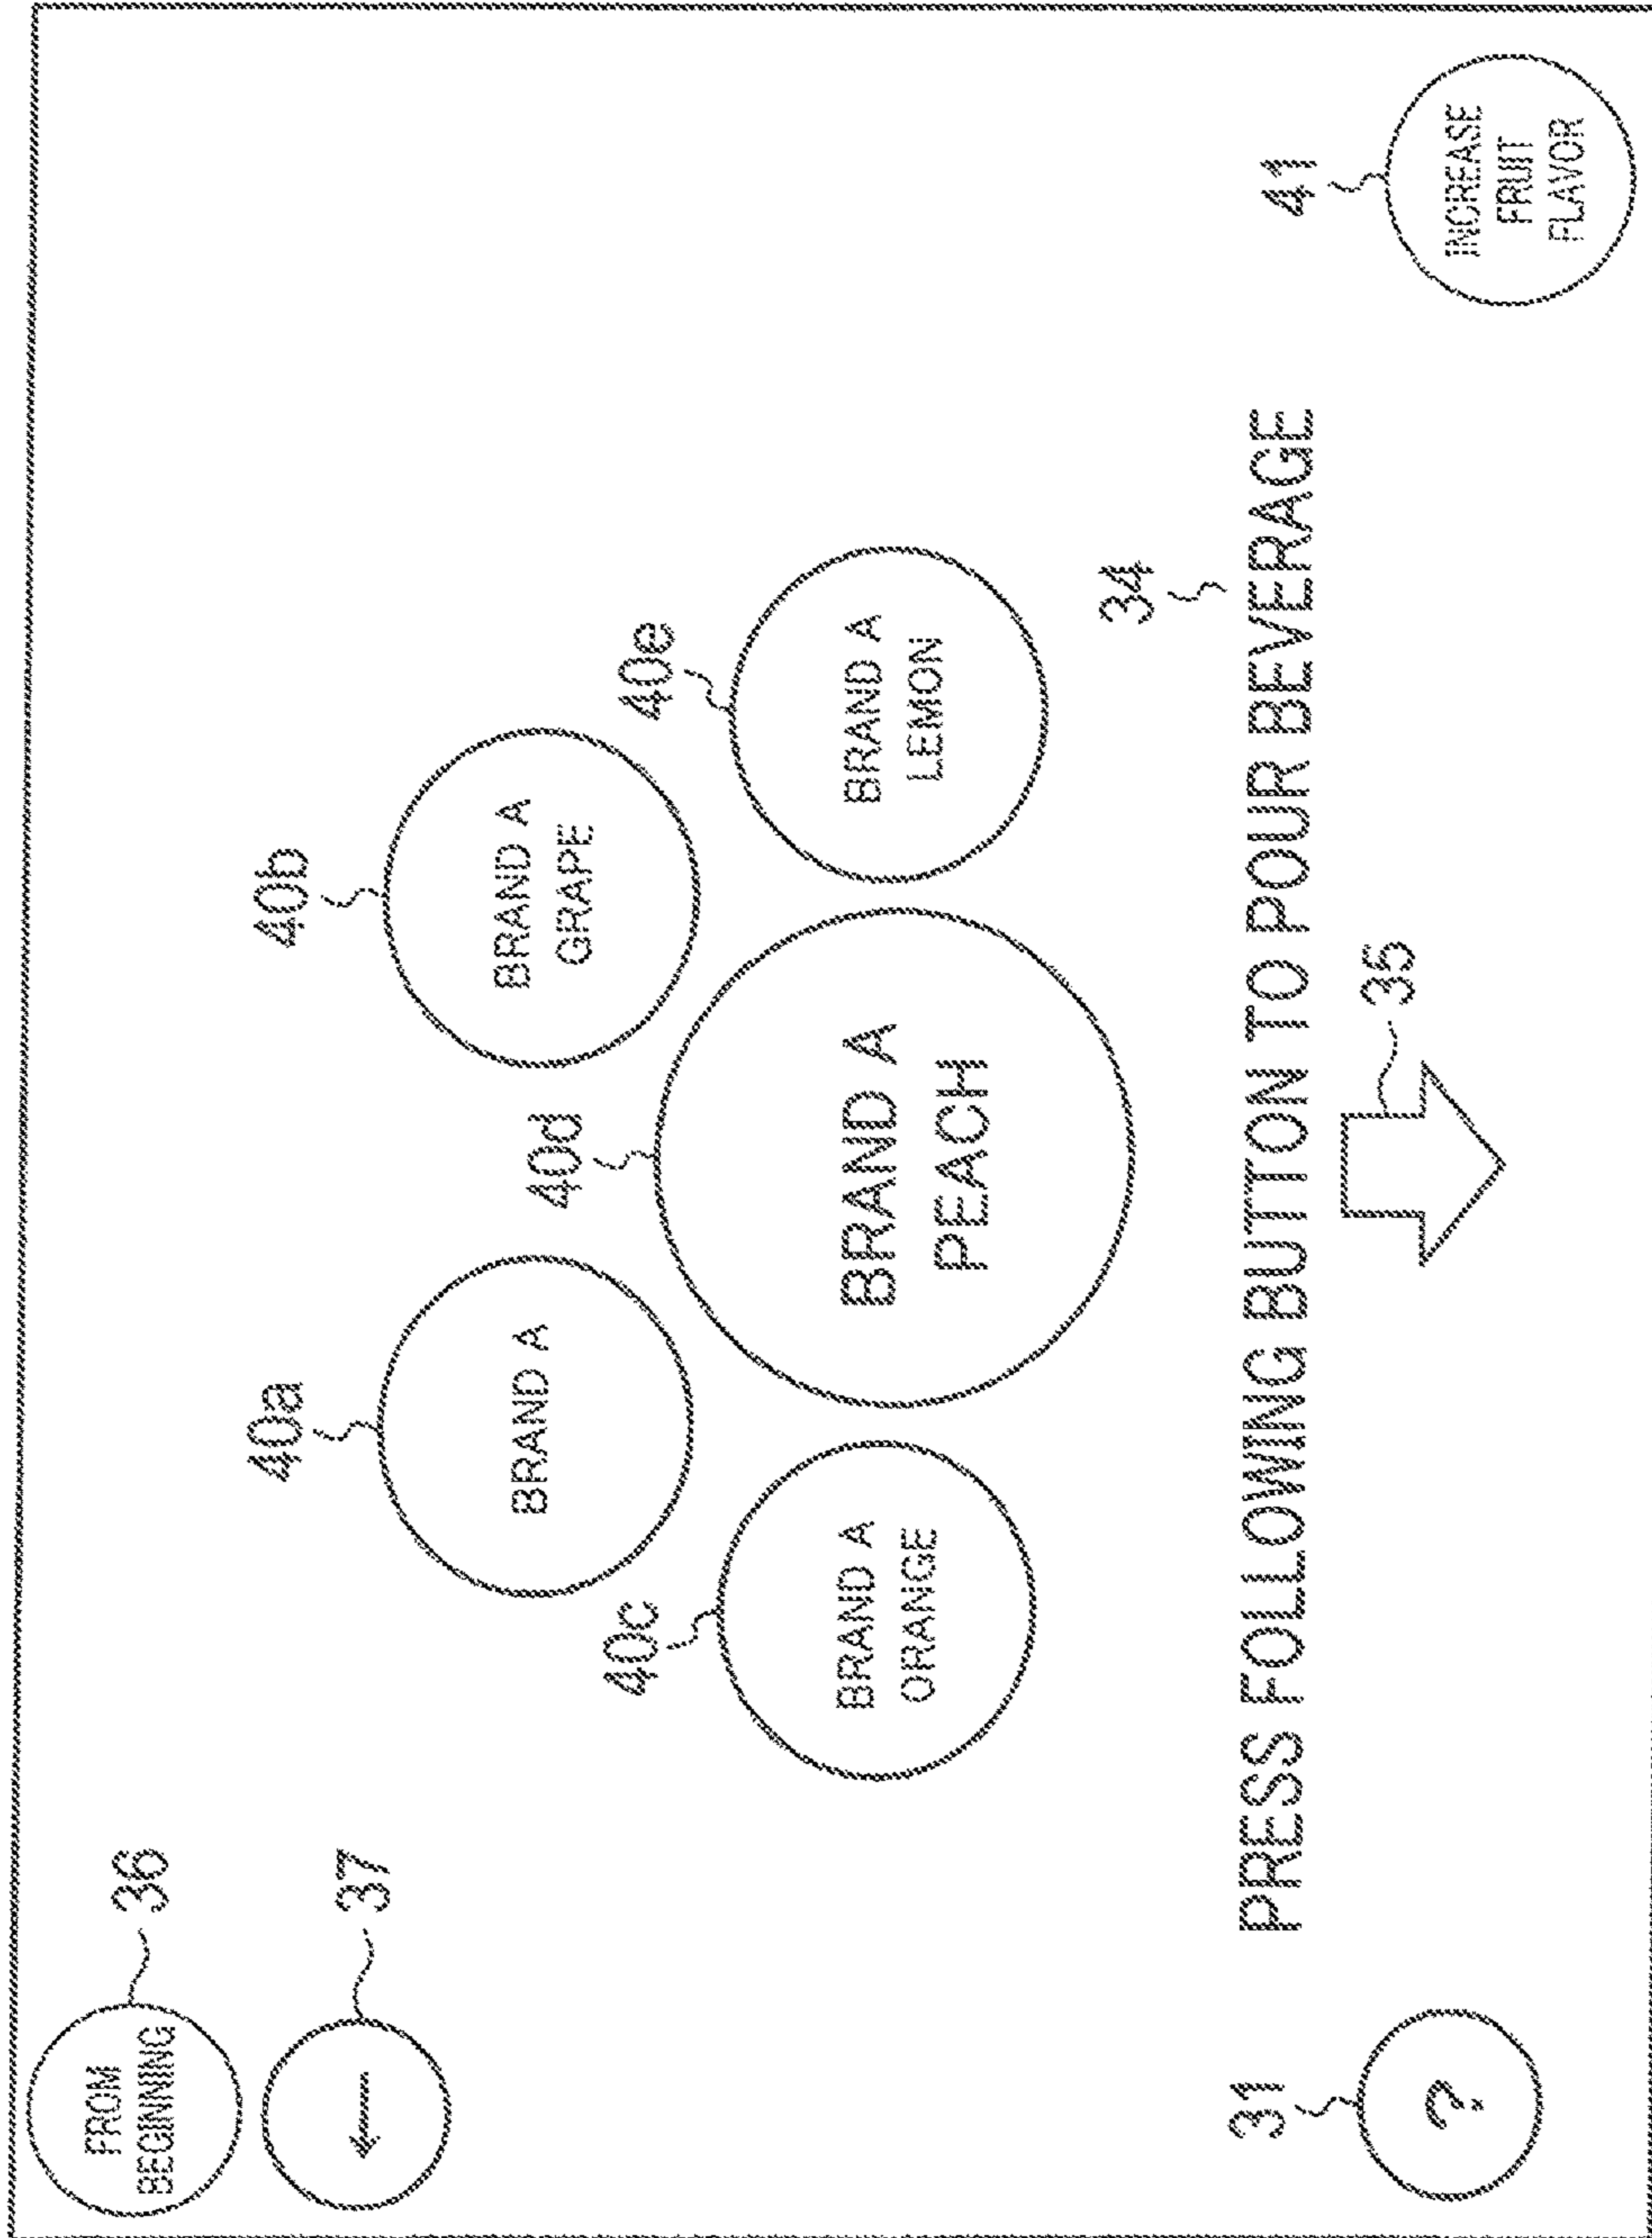 FROM
BEGINNING
36
37
40a
40b
BRAND A
BRAND A
GRAPE
40c
40d
40e
BRAND A
ORANGE
BRAND A
PEACH
BRAND A
LEMON
34
PRESS FOLLOWING BUTTON TO POUR BEVERAGE
31
?
35
41
INCREASE
FRUIT
FLAVOR